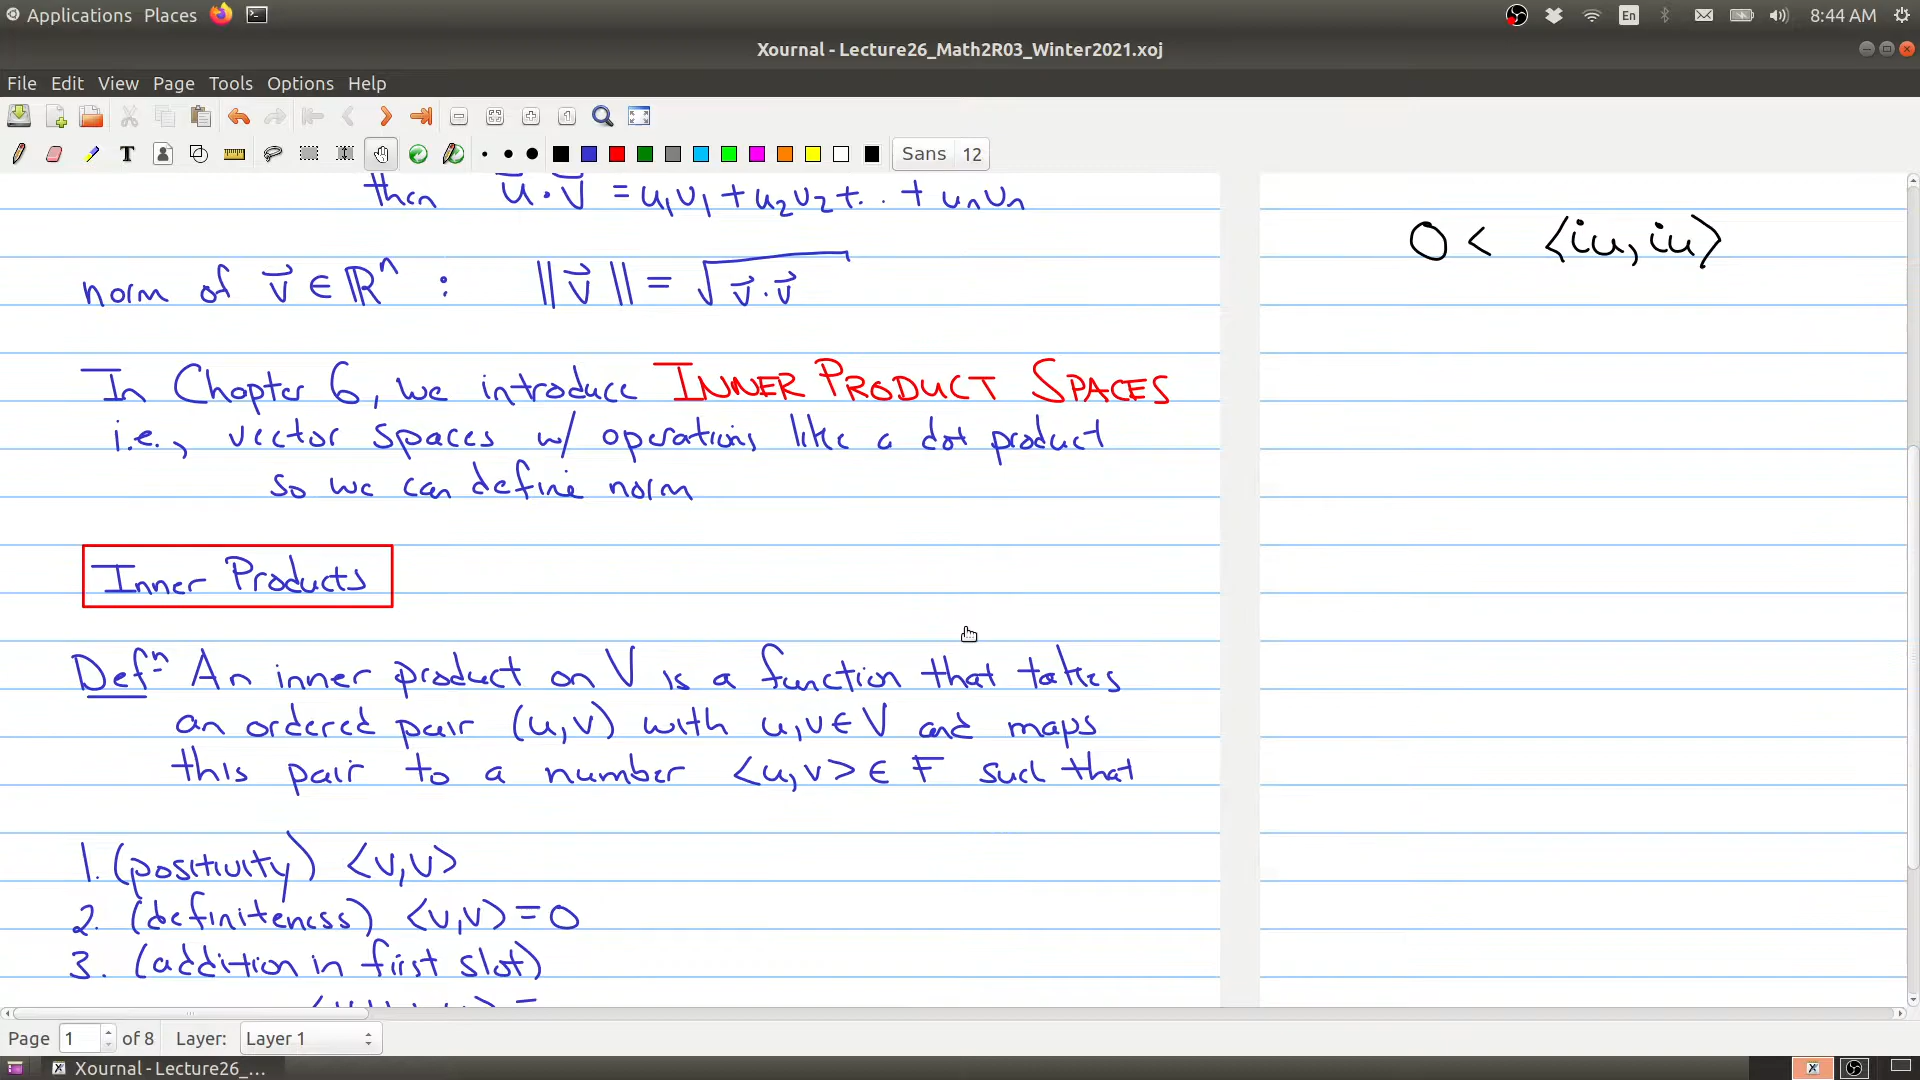 Applications Places
En
8:44 AM
Xournal - Lecture26_Math2R03_Winter2021.xoj
File Edit View Page Tools Options Help
Sans 12
then u⃗ · v⃗ = u₁v₁ + u₂v₂ + ... + uₙvₙ
norm of v⃗ ∈ ℝⁿ : ‖v⃗‖ = √(v⃗·v⃗)
In Chapter 6, we introduce INNER PRODUCT SPACES
i.e., vector spaces w/ operations like a dot product
so we can define norm
Inner Products
Defⁿ An inner product on V is a function that takes
an ordered pair (u,v) with u,v ∈ V and maps
this pair to a number <u,v> ∈ F such that
1. (positivity) <v,v>
2. (definiteness) <v,v> = 0
3. (addition in first slot)
0 < <iu, iu>
Page 1 of 8 Layer: Layer 1
Xournal - Lecture26_...